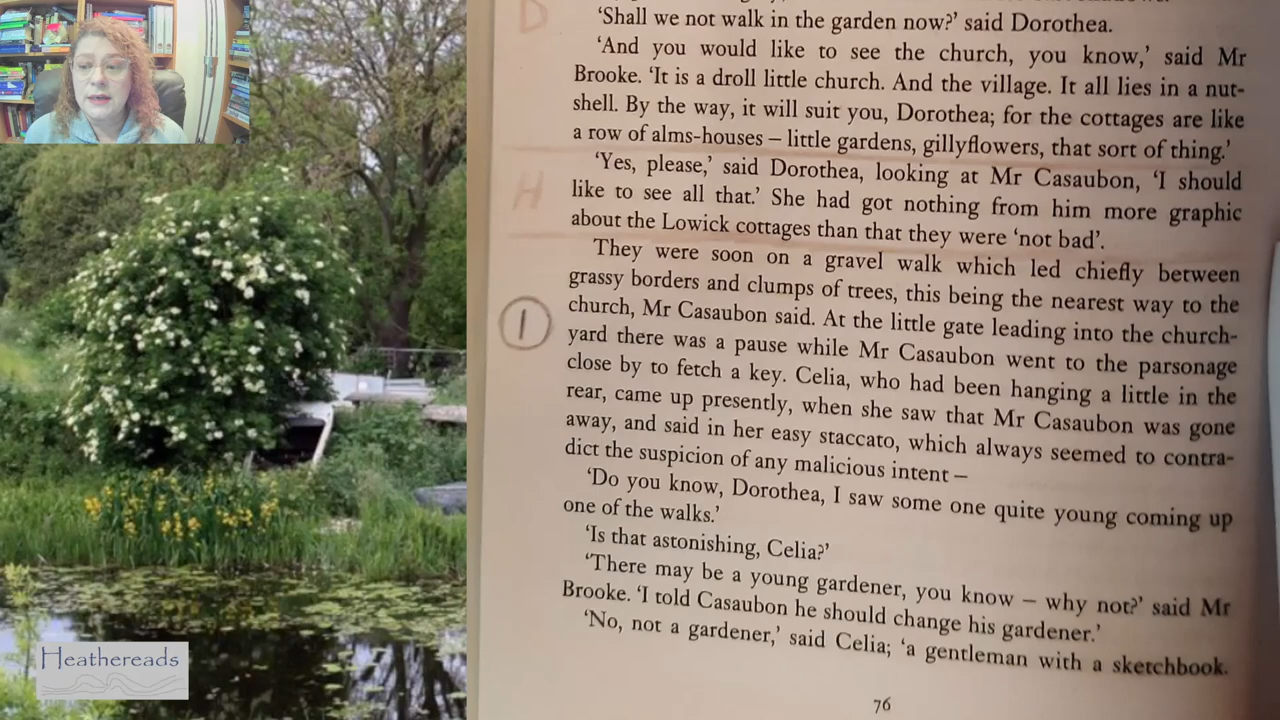 'Shall we not walk in the garden now?' said Dorothea.
'And you would like to see the church, you know,' said Mr
Brooke. 'It is a droll little church. And the village. It all lies in a nut-
shell. By the way, it will suit you, Dorothea; for the cottages are like
a row of alms-houses – little gardens, gillyflowers, that sort of thing.'
'Yes, please,' said Dorothea, looking at Mr Casaubon, 'I should
like to see all that.' She had got nothing from him more graphic
about the Lowick cottages than that they were 'not bad'.
They were soon on a gravel walk which led chiefly between
grassy borders and clumps of trees, this being the nearest way to the
church, Mr Casaubon said. At the little gate leading into the church-
yard there was a pause while Mr Casaubon went to the parsonage
close by to fetch a key. Celia, who had been hanging a little in the
rear, came up presently, when she saw that Mr Casaubon was gone
away, and said in her easy staccato, which always seemed to contra-
dict the suspicion of any malicious intent –
'Do you know, Dorothea, I saw some one quite young coming up
one of the walks.'
'Is that astonishing, Celia?'
'There may be a young gardener, you know – why not?' said Mr
Brooke. 'I told Casaubon he should change his gardener.'
'No, not a gardener,' said Celia; 'a gentleman with a sketchbook.
76
D
H
1
Heathereads